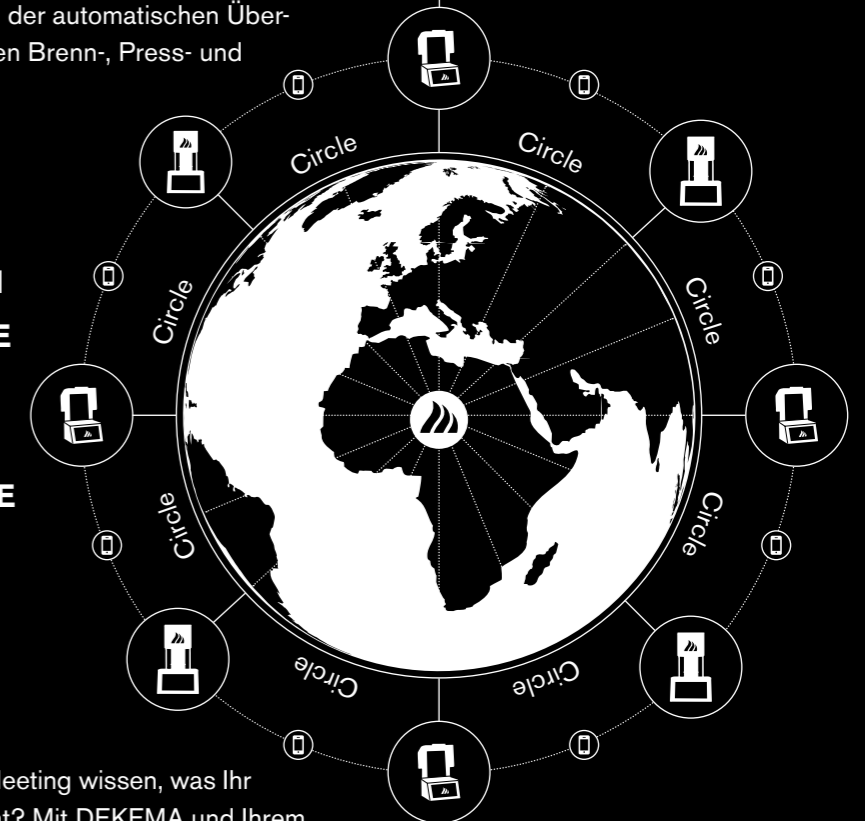 der automatischen Über-
en Brenn-, Press- und
Circle
Circle
Circle
Circle
E
E
Circle
Circle
Circle
Circle
eeting wissen, was Ihr
Mit DEKEMA und Ihrem